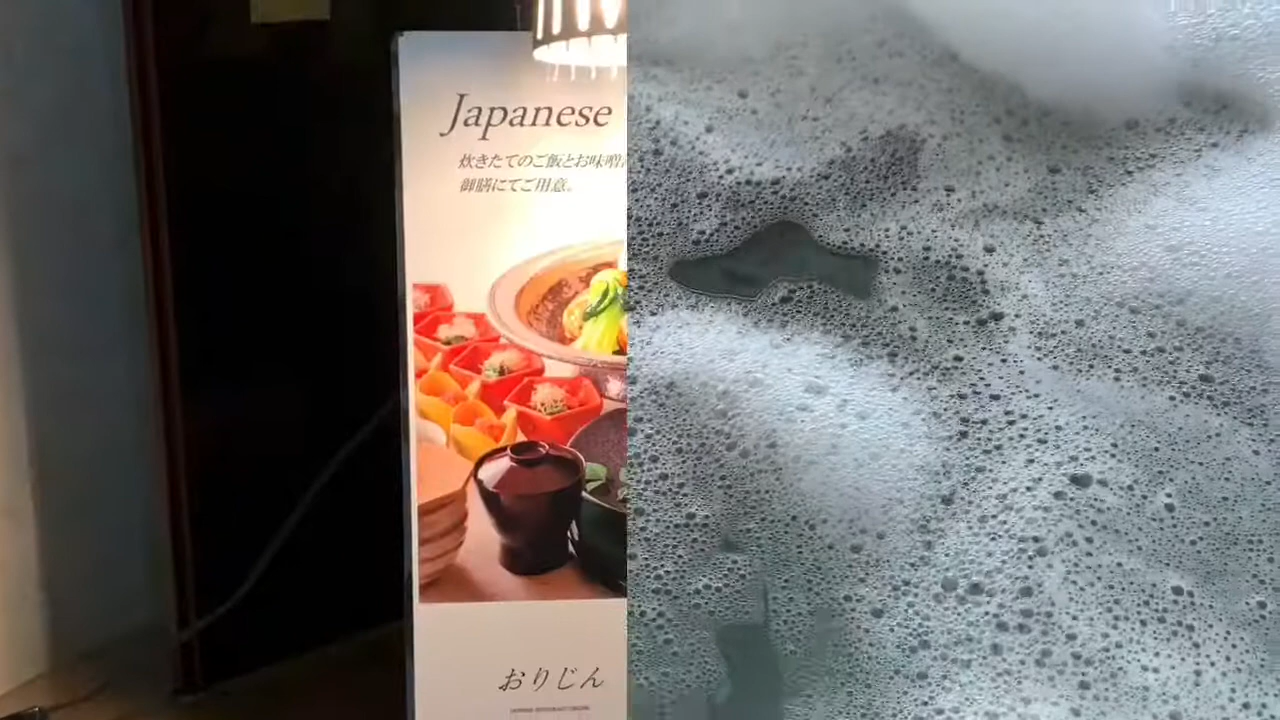 Japanese
炊きたてのご飯とお味噌
御膳にてご用意。
おりじん